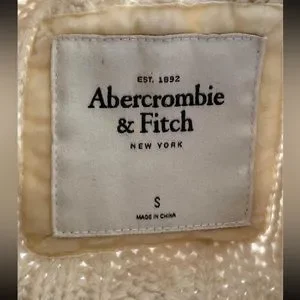 EST. 1892
Abercrombie
& Fitch
NEW YORK
S
MADE IN CHINA